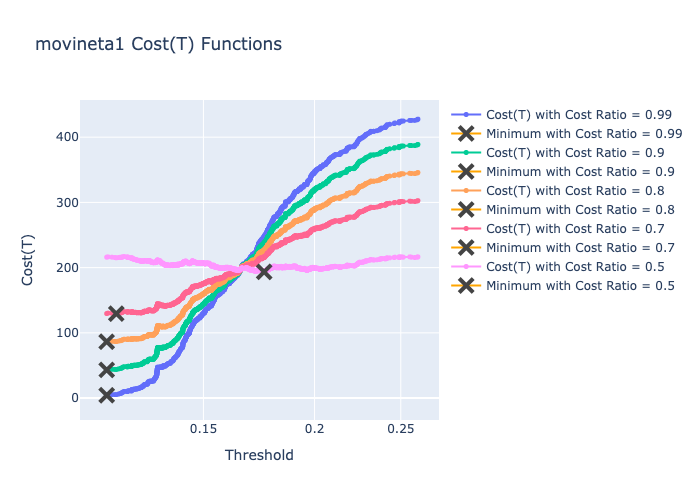 movineta1 Cost(T) Functions
Cost(T) with Cost Ratio = 0.99
Minimum with Cost Ratio = 0.99
Cost(T) with Cost Ratio = 0.9
Minimum with Cost Ratio = 0.9
Cost(T) with Cost Ratio = 0.8
Minimum with Cost Ratio = 0.8
Cost(T) with Cost Ratio = 0.7
Minimum with Cost Ratio = 0.7
Cost(T) with Cost Ratio = 0.5
Minimum with Cost Ratio = 0.5
Cost(T)
400
300
200
100
0
0.15
0.2
0.25
Threshold